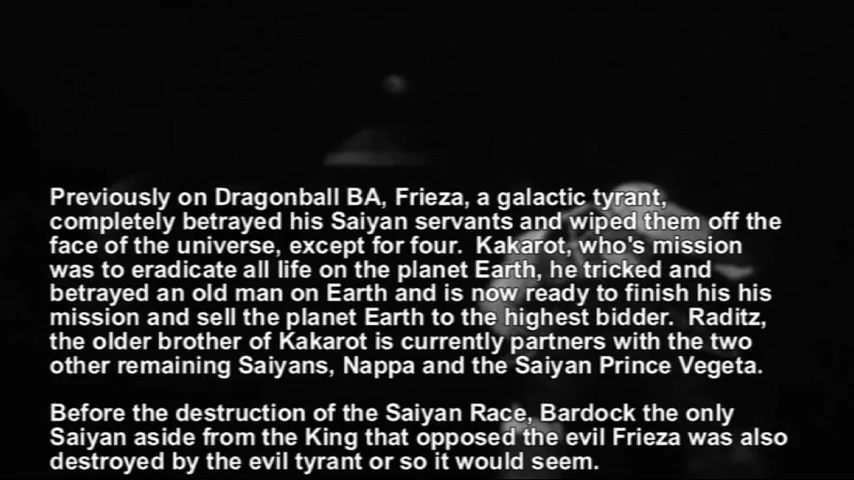 Previously on Dragonball BA, Frieza, a galactic tyrant,
completely betrayed his Saiyan servants and wiped them off the
face of the universe, except for four.  Kakarot, who's mission
was to eradicate all life on the planet Earth, he tricked and
betrayed an old man on Earth and is now ready to finish his his
mission and sell the planet Earth to the highest bidder.  Raditz,
the older brother of Kakarot is currently partners with the two
other remaining Saiyans, Nappa and the Saiyan Prince Vegeta.
Before the destruction of the Saiyan Race, Bardock the only
Saiyan aside from the King that opposed the evil Frieza was also
destroyed by the evil tyrant or so it would seem.